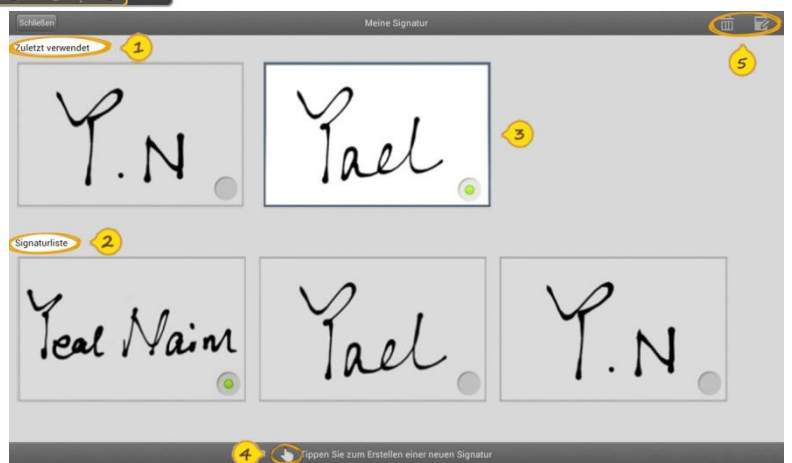 Schließen Meine Signatur
Zuletzt verwendet 1
5
Y.N Yael 3
Signaturliste 2
Yeal Naim Yael Y.N
4 Tippen Sie zum Erstellen einer neuen Signatur